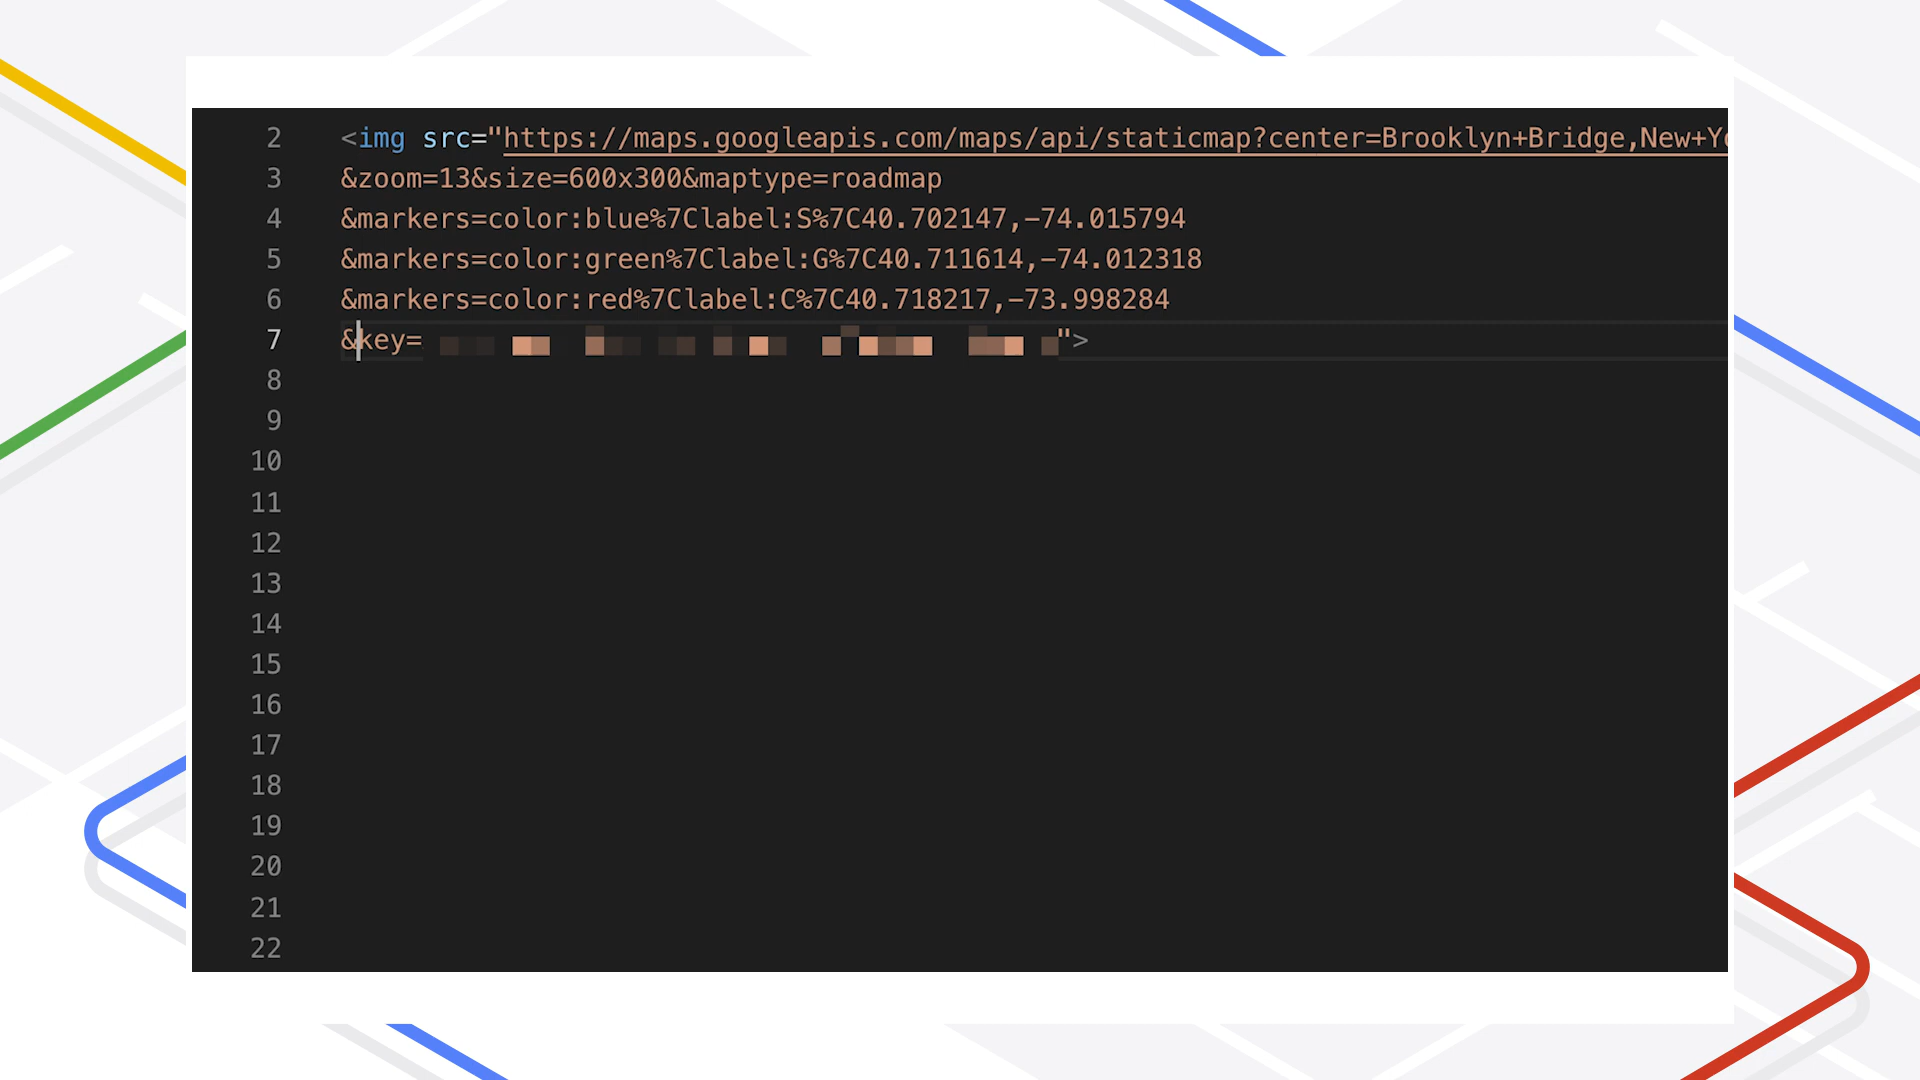 2 <img src="https://maps.googleapis.com/maps/api/staticmap?center=Brooklyn+Bridge,New+Yo
3 &zoom=13&size=600x300&maptype=roadmap
4 &markers=color:blue%7Clabel:S%7C40.702147,-74.015794
5 &markers=color:green%7Clabel:G%7C40.711614,-74.012318
6 &markers=color:red%7Clabel:C%7C40.718217,-73.998284
7 &key= ">
8
9
10
11
12
13
14
15
16
17
18
19
20
21
22